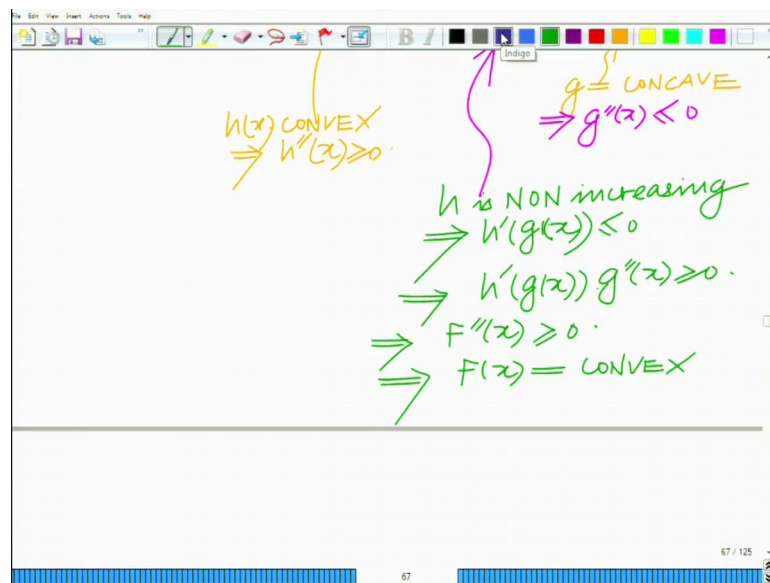 File Edit View Insert Actions Tools Help
B I
Indigo
g = CONCAVE
⇒ g″(x) ≤ 0
h(x) CONVEX
⇒ h″(x) ≥ 0.
h is NON increasing
⇒ h′(g(x)) ≤ 0
⇒ h′(g(x)) . g″(x) ≥ 0.
⇒ F″(x) ≥ 0.
⇒ F(x) = CONVEX
67 / 125
67